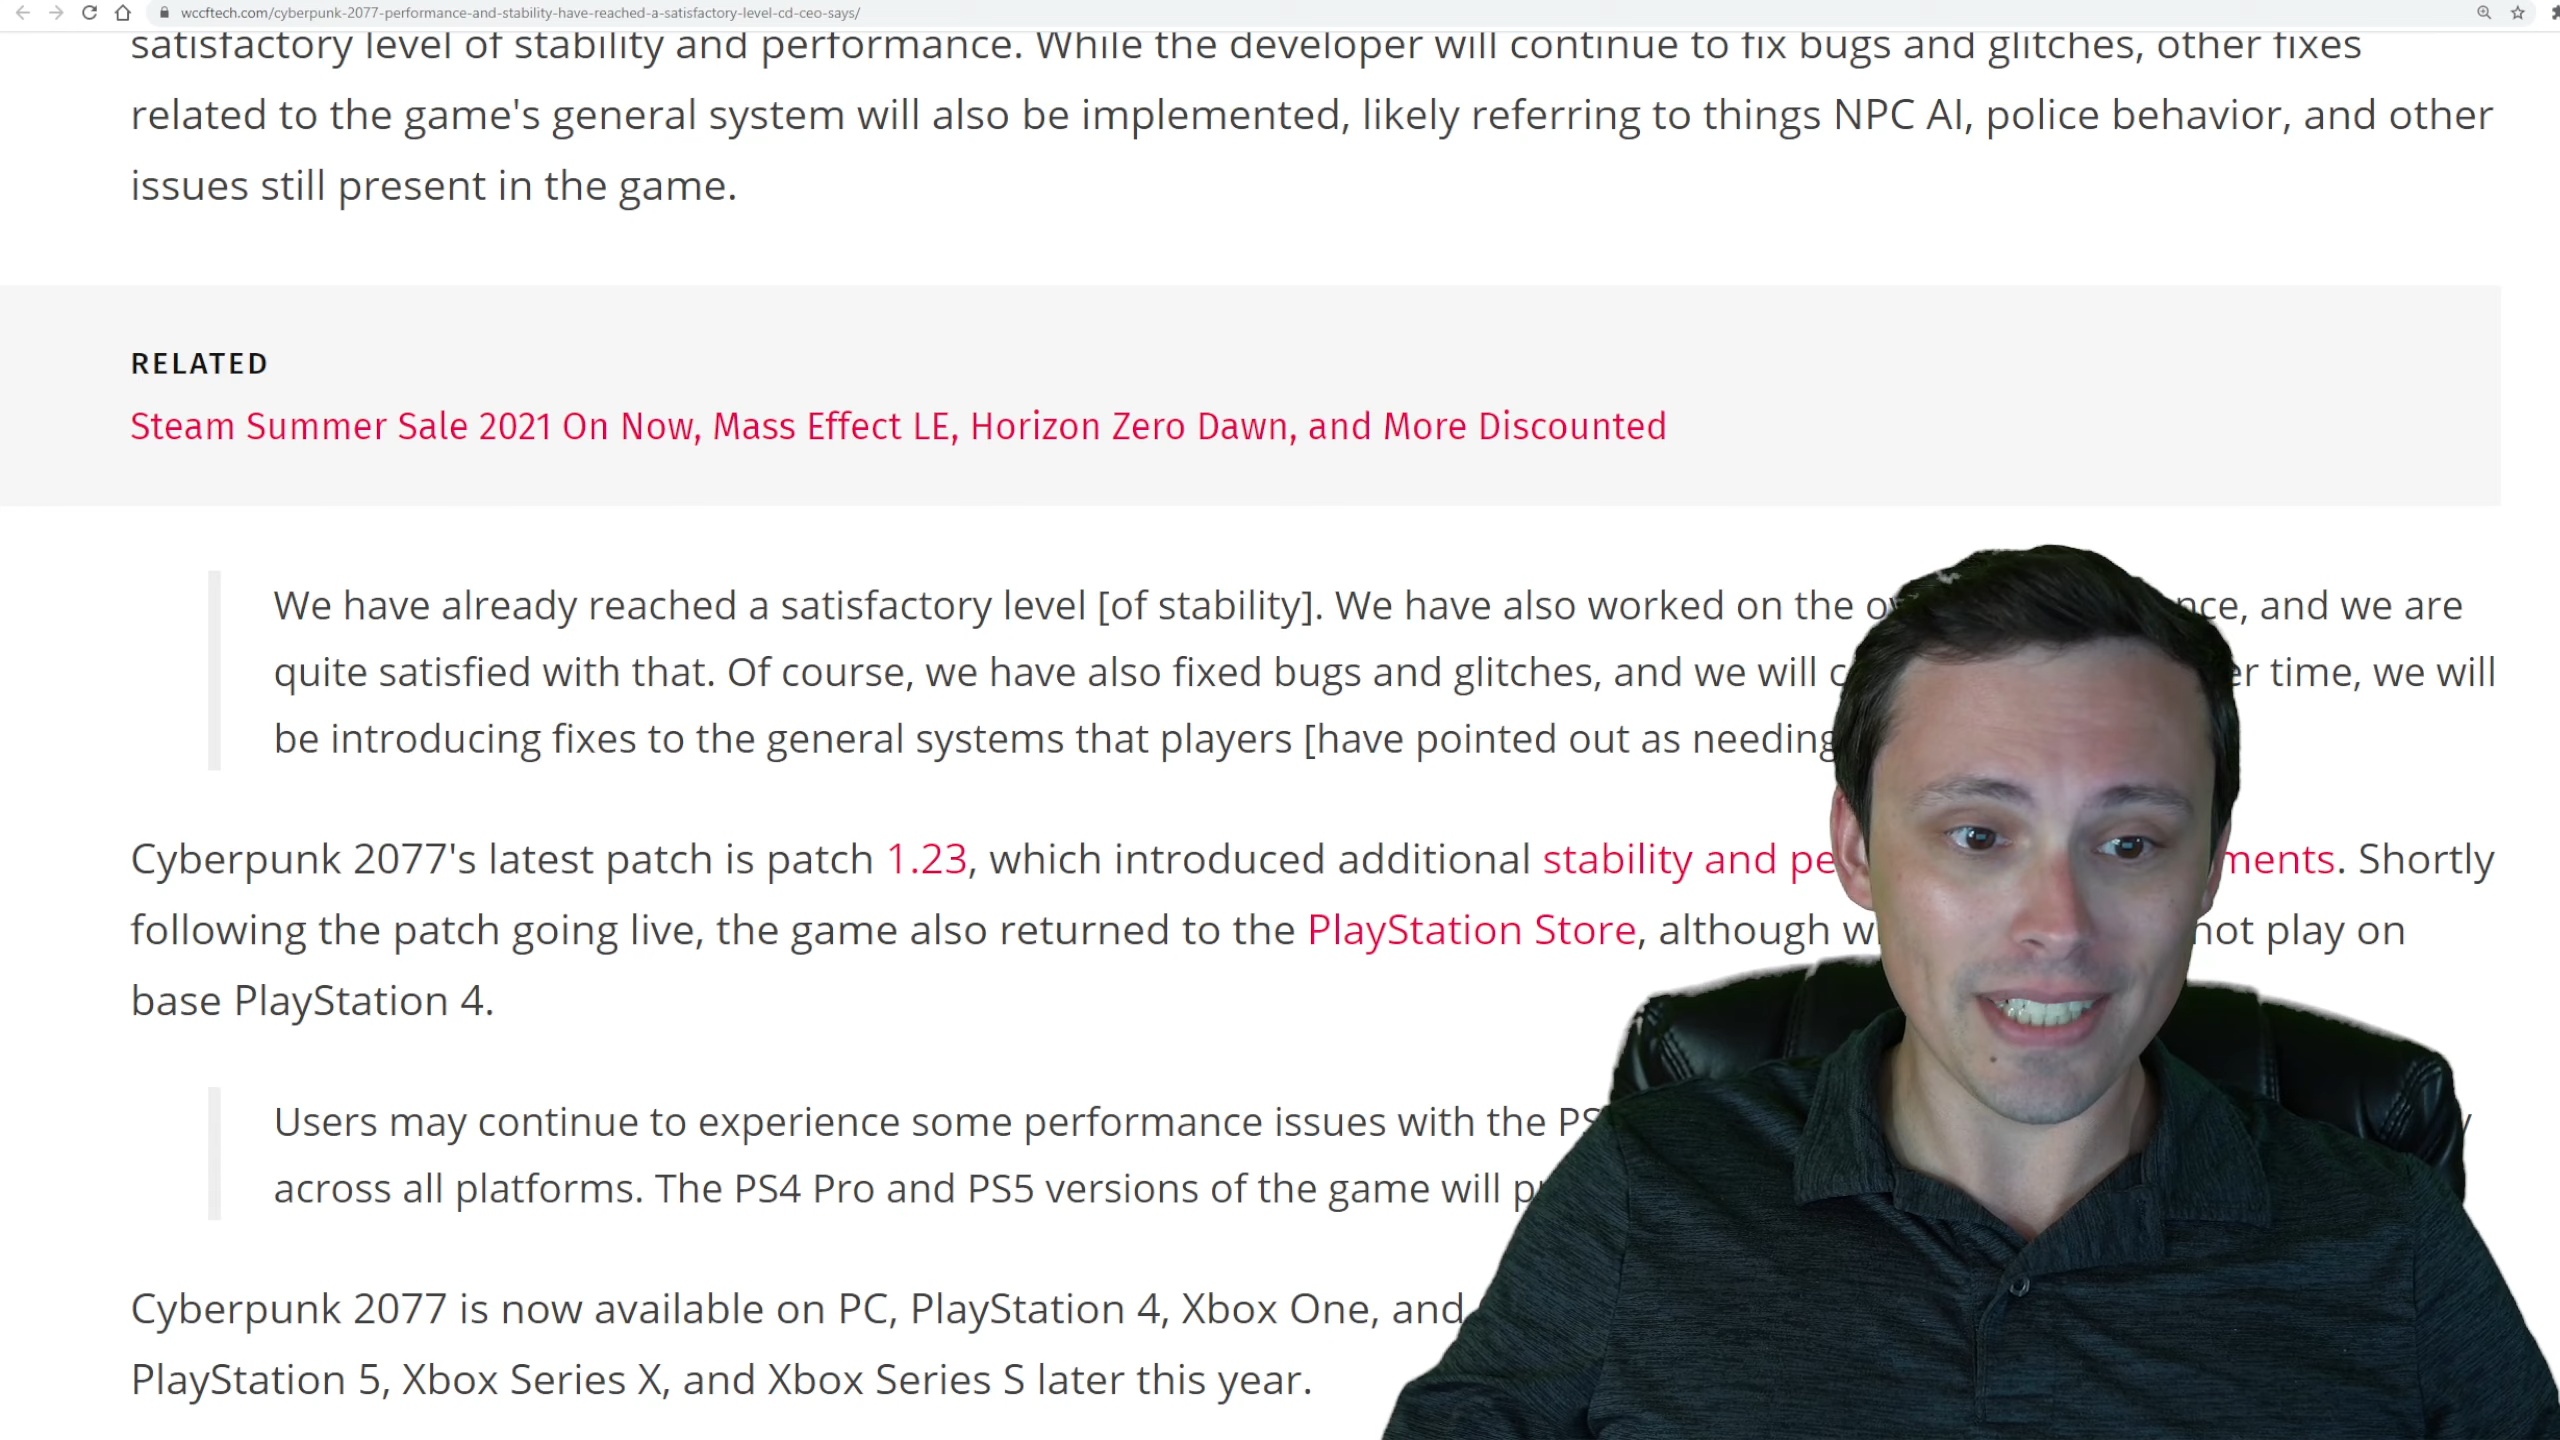 wccftech.com/cyberpunk-2077-performance-and-stability-have-reached-a-satisfactory-level-cd-ceo-says/
satisfactory level of stability and performance. While the developer will continue to fix bugs and glitches, other fixes
related to the game's general system will also be implemented, likely referring to things NPC AI, police behavior, and other
issues still present in the game.
RELATED
Steam Summer Sale 2021 On Now, Mass Effect LE, Horizon Zero Dawn, and More Discounted
We have already reached a satisfactory level [of stability]. We have also worked on the and we are
quite satisfied with that. Of course, we have also fixed bugs and glitches, and we will time, we will
be introducing fixes to the general systems that players [have pointed out as needing
Cyberpunk 2077's latest patch is patch 1.23, which introduced additional stability and Shortly
following the patch going live, the game also returned to the PlayStation Store, although not play on
base PlayStation 4.
Users may continue to experience some performance issues with the
across all platforms. The PS4 Pro and PS5 versions of the game will
Cyberpunk 2077 is now available on PC, PlayStation 4, Xbox One, and
PlayStation 5, Xbox Series X, and Xbox Series S later this year.